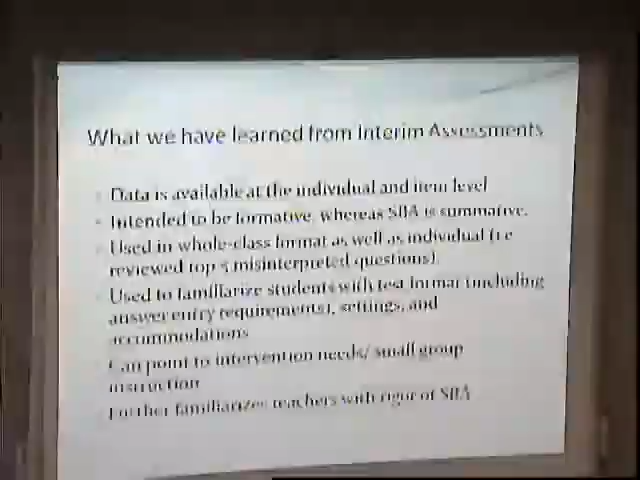 What we have learned from Interim Assessments
Data is available at the individual and item level
Intended to be formative, whereas SBA is summative.
Used in whole-class format as well as individual (i.e
reviewed top 5 misinterpreted questions)
Used to familiarize students with test format (including
answer entry requirements), settings, and
accommodations
Can point to intervention needs/ small group
instruction
Further familiarizes teachers with rigor of SBA